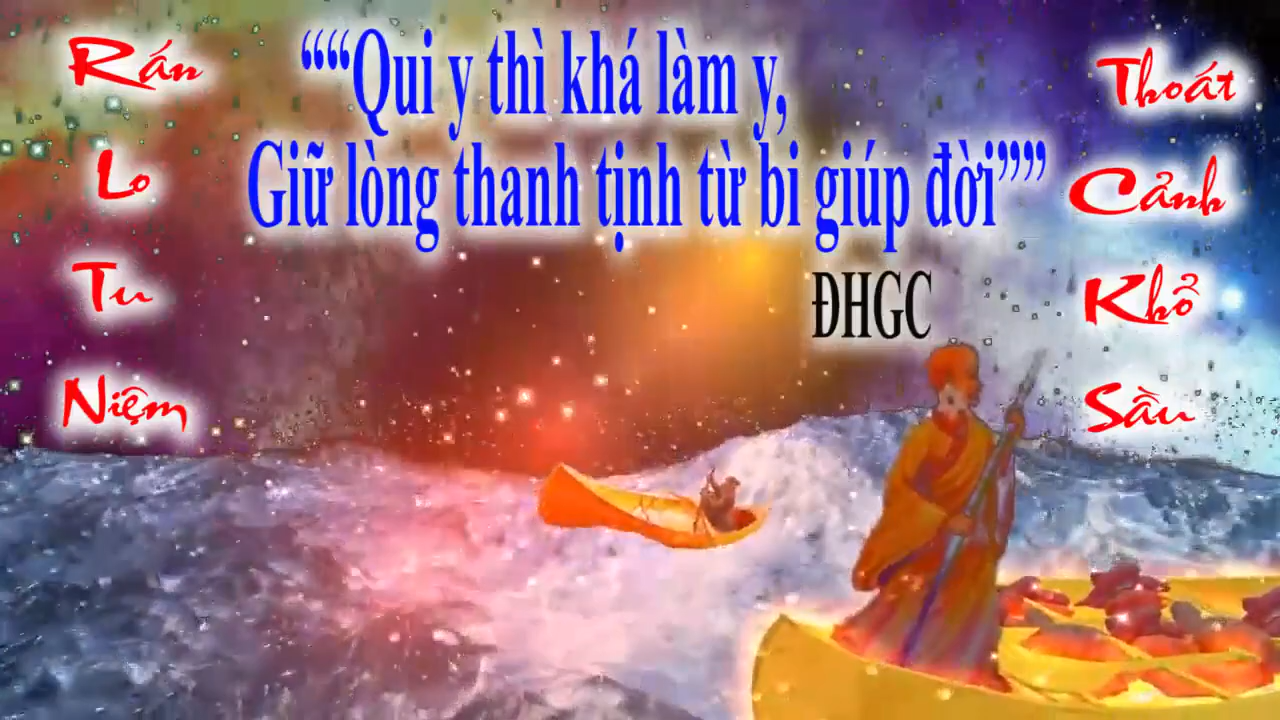 ““Qui y thì khá làm y,
Giữ lòng thanh tịnh từ bi giúp đời””
ĐHGC
Rán
Lo
Tu
Niệm
Thoát
Cảnh
Khổ
Sầu